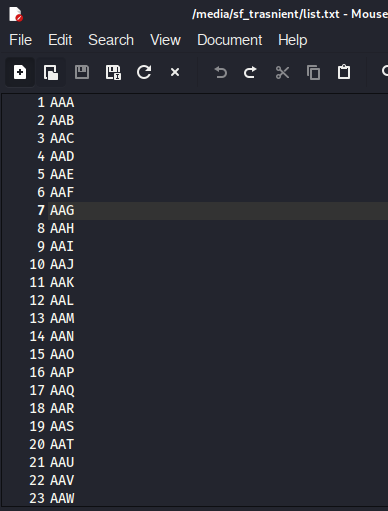 /media/sf_trasnient/list.txt - Mouse
File Edit Search View Document Help
1 AAA
2 AAB
3 AAC
4 AAD
5 AAE
6 AAF
7 AAG
8 AAH
9 AAI
10 AAJ
11 AAK
12 AAL
13 AAM
14 AAN
15 AAO
16 AAP
17 AAQ
18 AAR
19 AAS
20 AAT
21 AAU
22 AAV
23 AAW